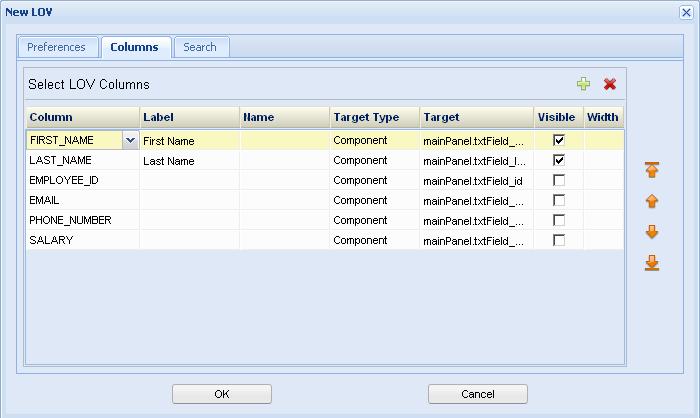 New LOV
Preferences Columns Search
Select LOV Columns
Column Label Name Target Type Target Visible Width
FIRST_NAME First Name Component mainPanel.txtField_...
LAST_NAME Last Name Component mainPanel.txtField_l...
EMPLOYEE_ID Component mainPanel.txtField_id
EMAIL Component mainPanel.txtField_...
PHONE_NUMBER Component mainPanel.txtField_...
SALARY Component mainPanel.txtField_...
OK Cancel